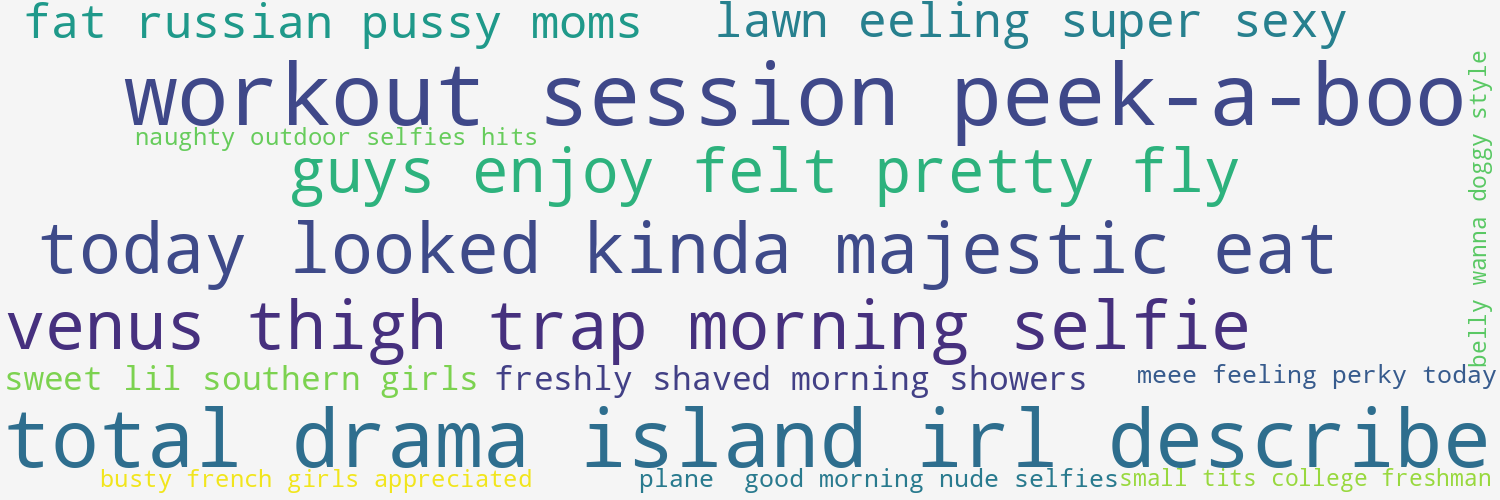 fat russian pussy moms
lawn eeling super sexy
workout session peek-a-boo
naughty outdoor selfies hits
guys enjoy felt pretty fly
belly wanna doggy style
today looked kinda majestic eat
venus thigh trap morning selfie
sweet lil southern girls
freshly shaved morning showers
meee feeling perky today
total drama island irl describe
busty french girls appreciated
plane good morning nude selfies
small tits college freshman